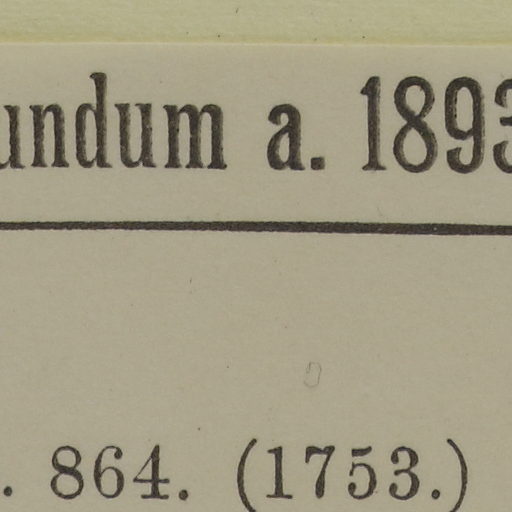 undum a. 1893
. 864. (1753.)